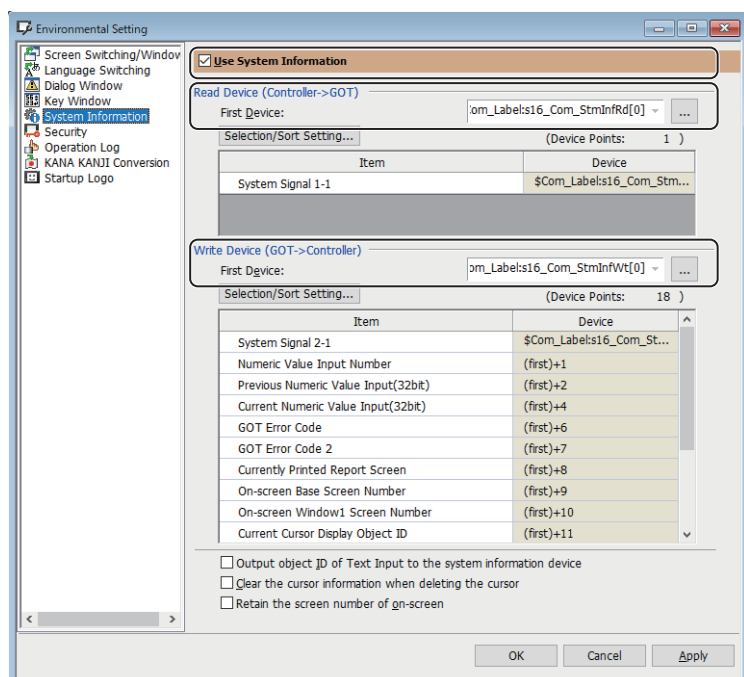 Environmental Setting
Screen Switching/Window
Language Switching
Dialog Window
Key Window
System Information
Security
Operation Log
KANA KANJI Conversion
Startup Logo
Use System Information
Read Device (Controller->GOT)
First Device: :om_Label:s16_Com_StmInfRd[0] ...
Selection/Sort Setting... (Device Points: 1 )
Item Device
System Signal 1-1 $Com_Label:s16_Com_Stm...
Write Device (GOT->Controller)
First Device: om_Label:s16_Com_StmInfWt[0] ...
Selection/Sort Setting... (Device Points: 18 )
Item Device
System Signal 2-1 $Com_Label:s16_Com_St...
Numeric Value Input Number (first)+1
Previous Numeric Value Input(32bit) (first)+2
Current Numeric Value Input(32bit) (first)+4
GOT Error Code (first)+6
GOT Error Code 2 (first)+7
Currently Printed Report Screen (first)+8
On-screen Base Screen Number (first)+9
On-screen Window1 Screen Number (first)+10
Current Cursor Display Object ID (first)+11
Output object ID of Text Input to the system information device
Clear the cursor information when deleting the cursor
Retain the screen number of on-screen
OK Cancel Apply